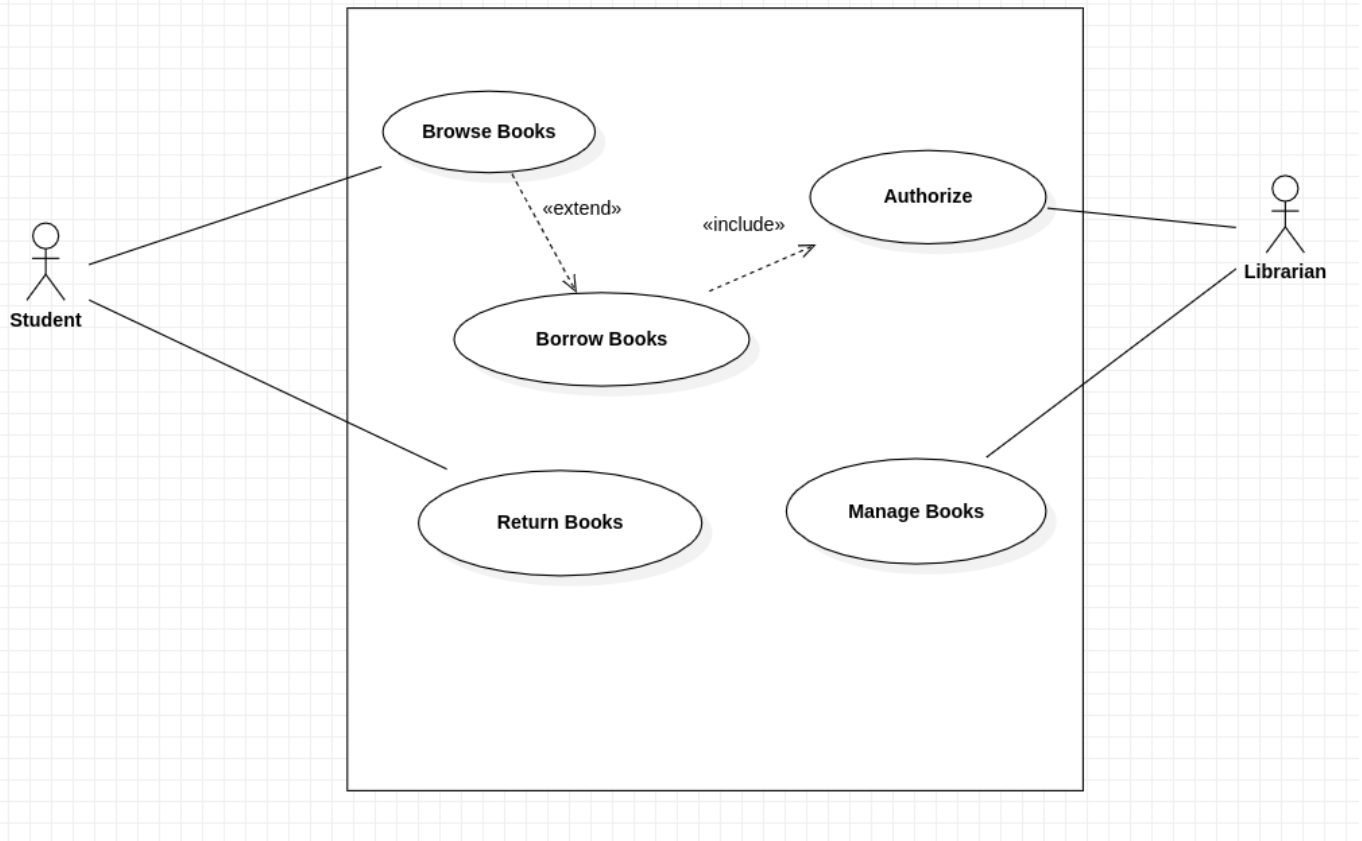 Browse Books
Authorize
«extend»
«include»
Librarian
Student
Borrow Books
Manage Books
Return Books